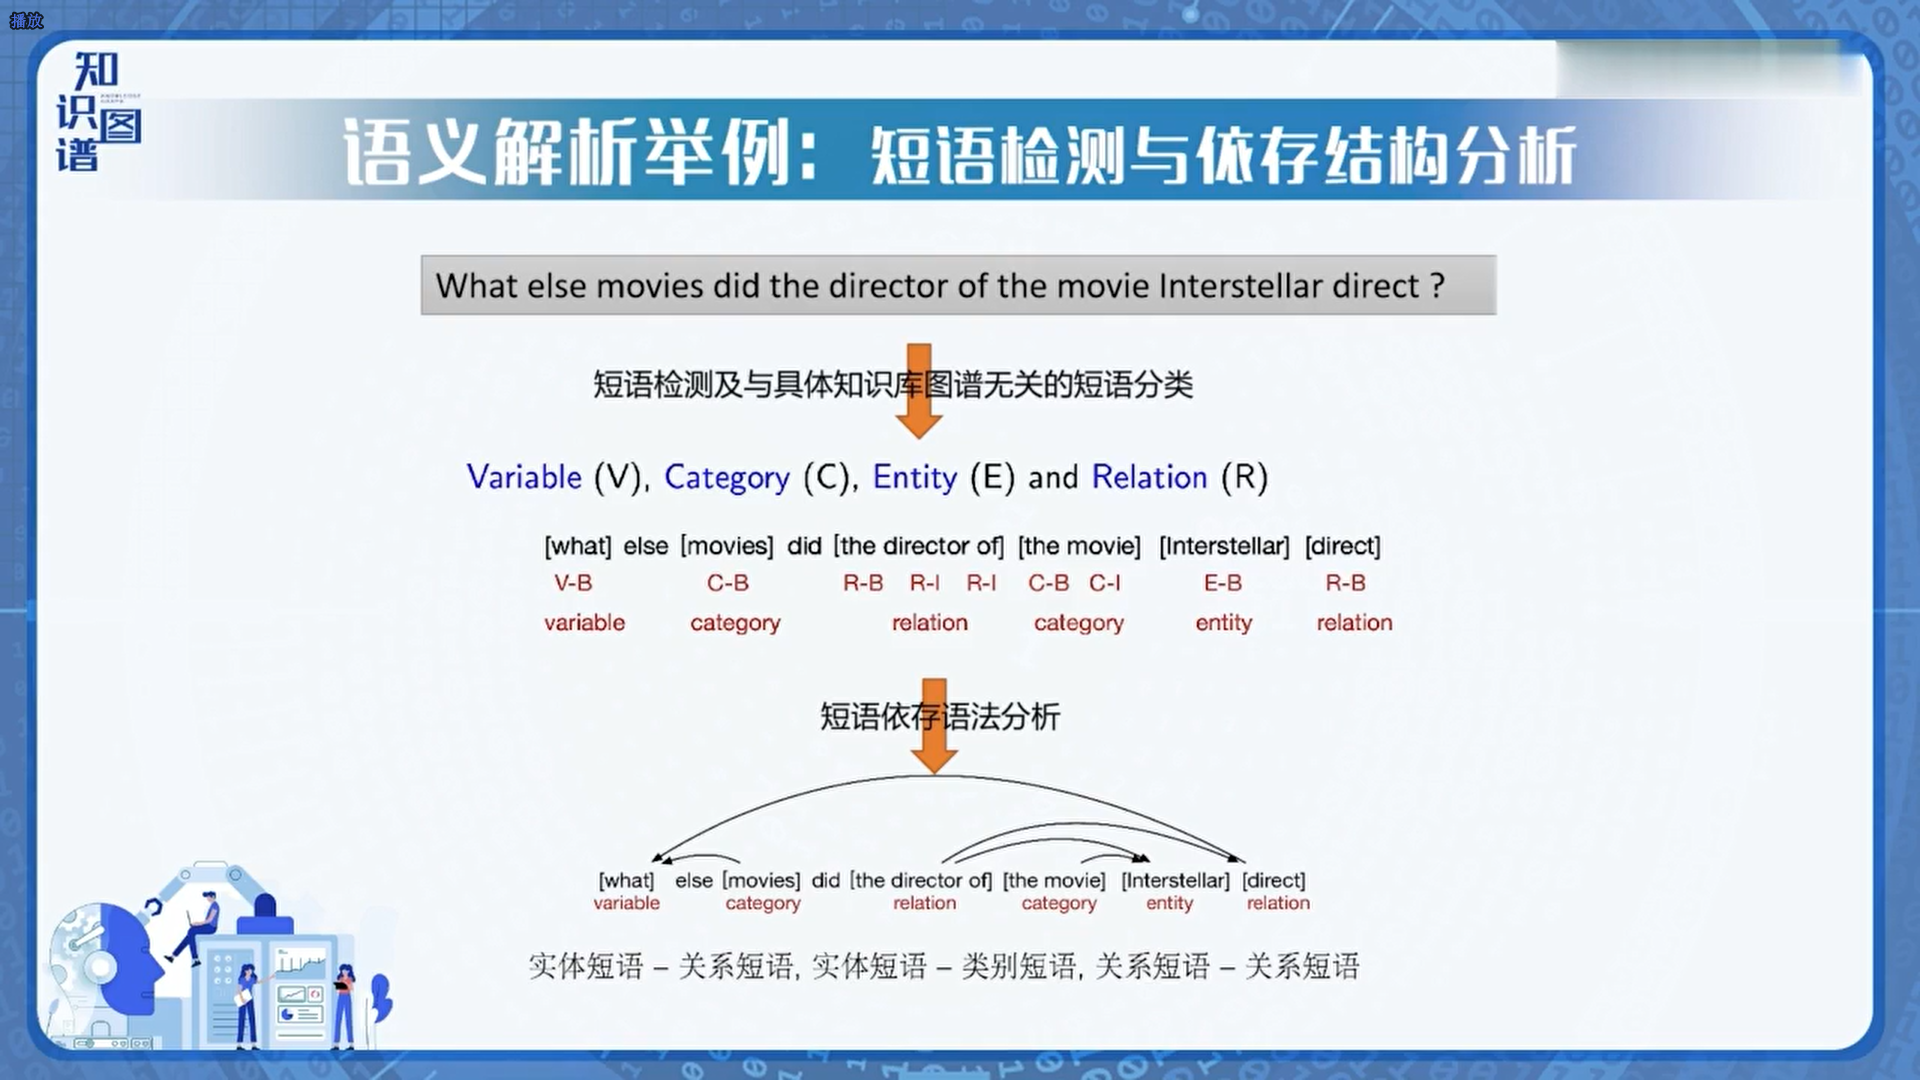 播放
知识图谱
语义解析举例：短语检测与依存结构分析
What else movies did the director of the movie Interstellar direct ?
短语检测及与具体知识库图谱无关的短语分类
Variable (V), Category (C), Entity (E) and Relation (R)
[what] else [movies] did [the director of] [the movie] [Interstellar] [direct]
V-B C-B R-B R-I R-I C-B C-I E-B R-B
variable category relation category entity relation
短语依存语法分析
[what] else [movies] did [the director of] [the movie] [Interstellar] [direct]
variable category relation category entity relation
实体短语 – 关系短语, 实体短语 – 类别短语, 关系短语 – 关系短语